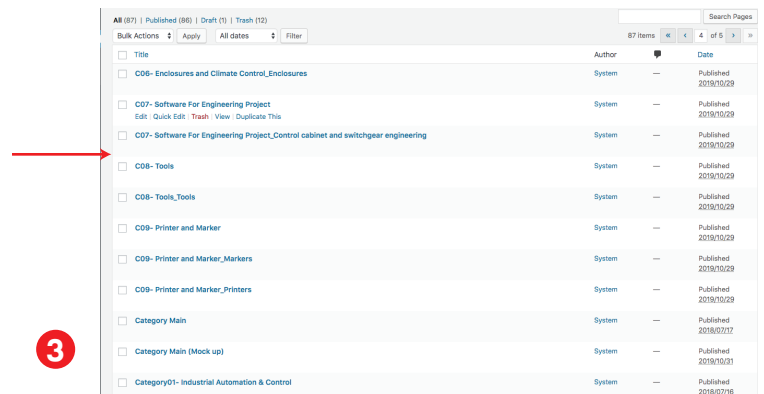 All (87) | Published (86) | Draft (1) | Trash (12)
Search Pages
Bulk Actions Apply All dates Filter 87 items « ‹ 4 of 5 › »
Title Author Date
C06- Enclosures and Climate Control_Enclosures System — Published
2019/10/29
C07- Software For Engineering Project System — Published
Edit | Quick Edit | Trash | View | Duplicate This 2019/10/29
C07- Software For Engineering Project_Control cabinet and switchgear engineering System — Published
2019/10/29
C08- Tools System — Published
2019/10/29
C08- Tools_Tools System — Published
2019/10/29
C09- Printer and Marker System — Published
2019/10/29
C09- Printer and Marker_Markers System — Published
2019/10/29
C09- Printer and Marker_Printers System — Published
2019/10/29
Category Main System — Published
2018/07/17
3
Category Main (Mock up) System — Published
2019/10/31
Category01- Industrial Automation & Control System — Published
2018/07/16